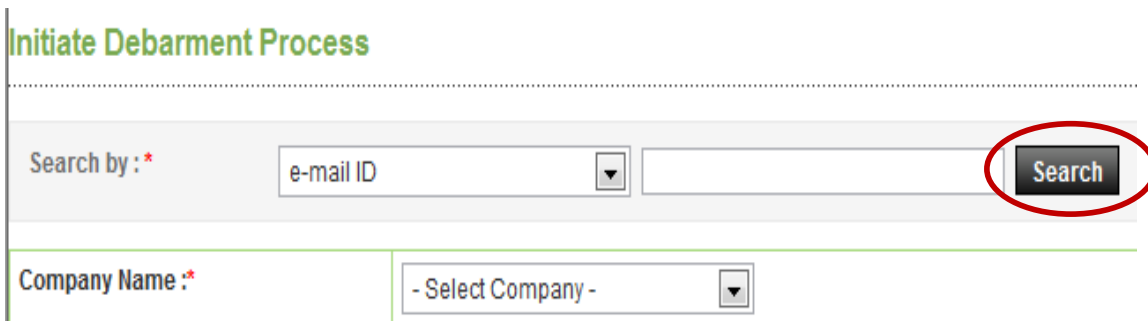 Initiate Debarment Process
Search by : * e-mail ID Search
Company Name :* - Select Company -